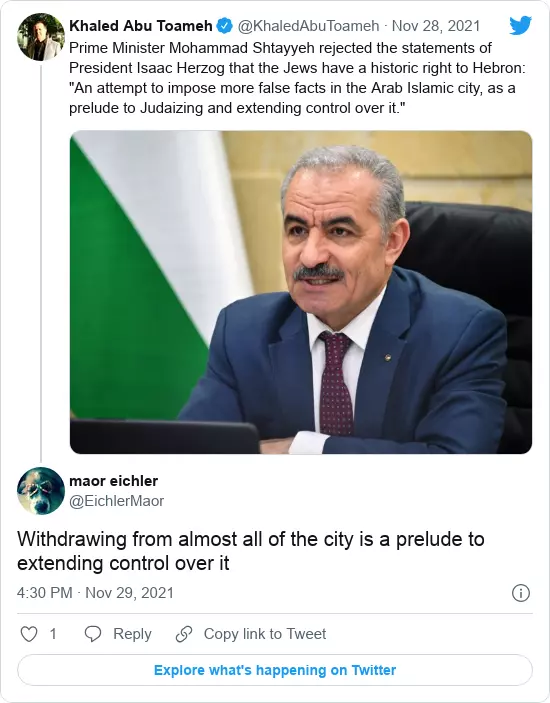 Khaled Abu Toameh @KhaledAbuToameh · Nov 28, 2021
Prime Minister Mohammad Shtayyeh rejected the statements of
President Isaac Herzog that the Jews have a historic right to Hebron:
"An attempt to impose more false facts in the Arab Islamic city, as a
prelude to Judaizing and extending control over it."
maor eichler
@EichlerMaor
Withdrawing from almost all of the city is a prelude to
extending control over it
4:30 PM · Nov 29, 2021
1 Reply Copy link to Tweet
Explore what's happening on Twitter